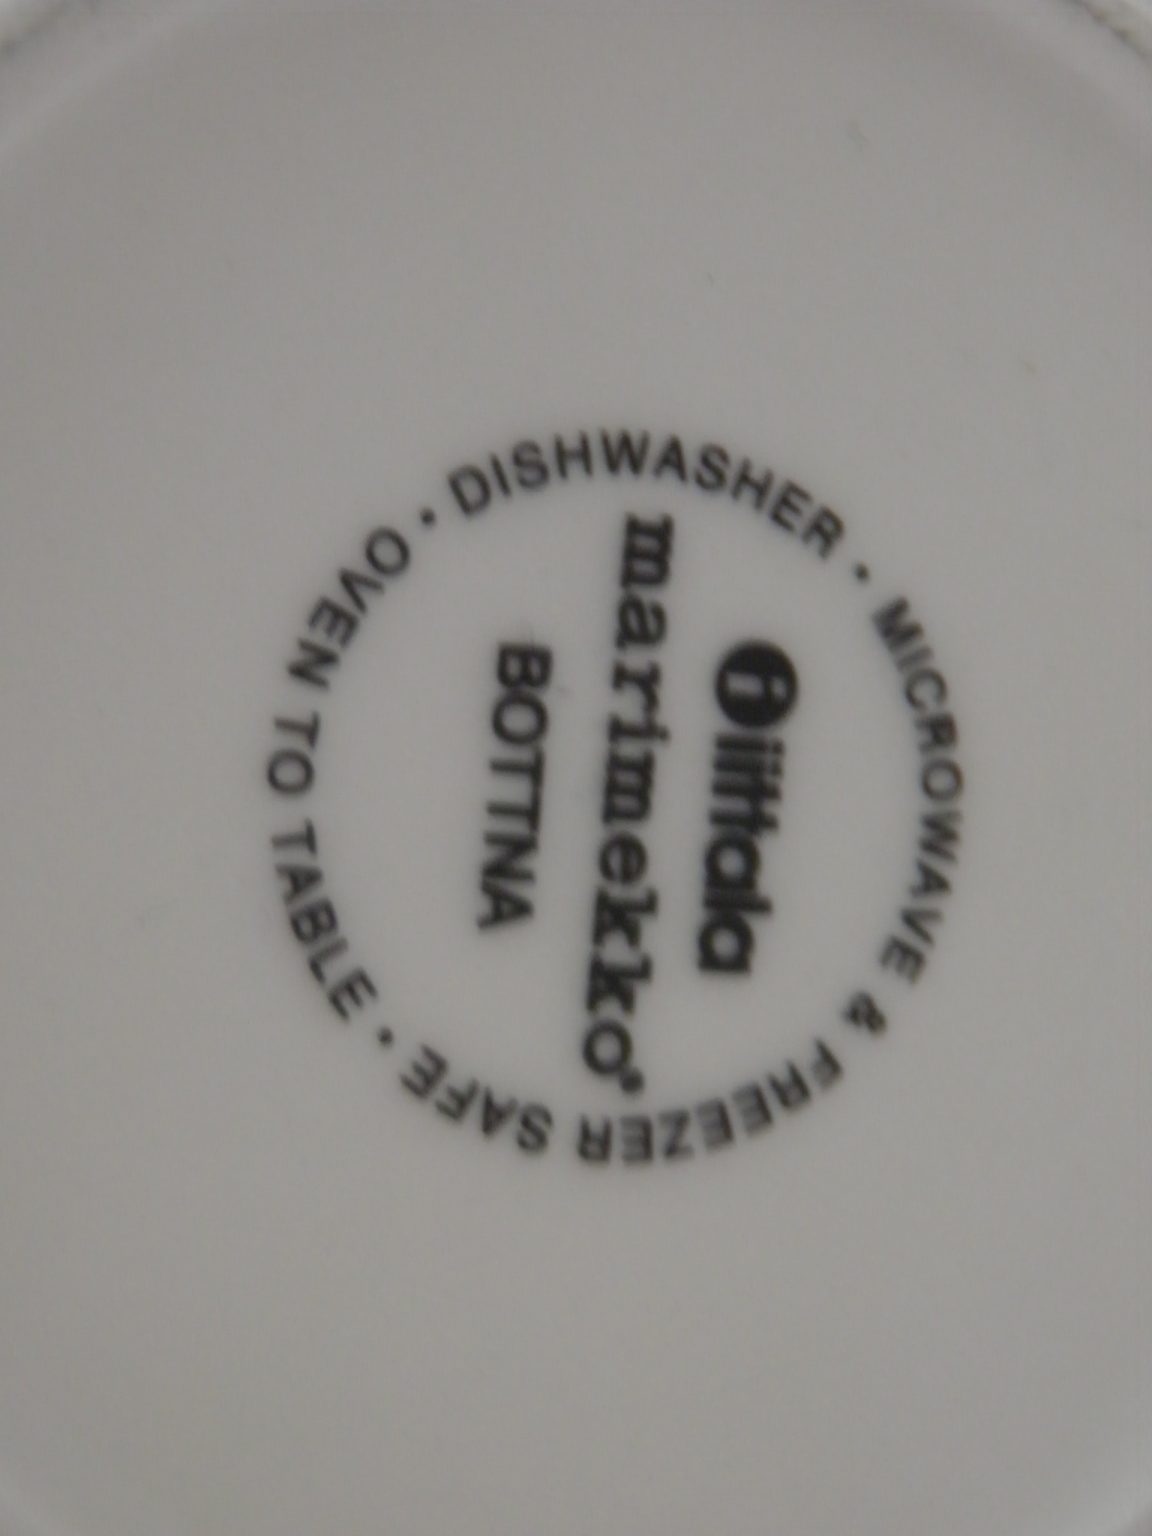 iittala
marimekko®
BOTTNA
OVEN TO TABLE • DISHWASHER • MICROWAVE & FREEZER SAFE •